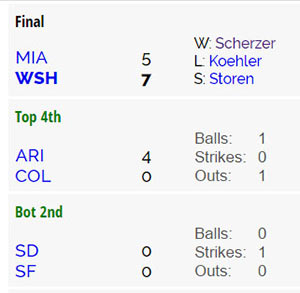 Final
W: Scherzer
MIA 5 L: Koehler
WSH 7 S: Storen
Top 4th
Balls: 1
ARI 4 Strikes: 0
COL 0 Outs: 1
Bot 2nd
Balls: 0
SD 0 Strikes: 1
SF 0 Outs: 0